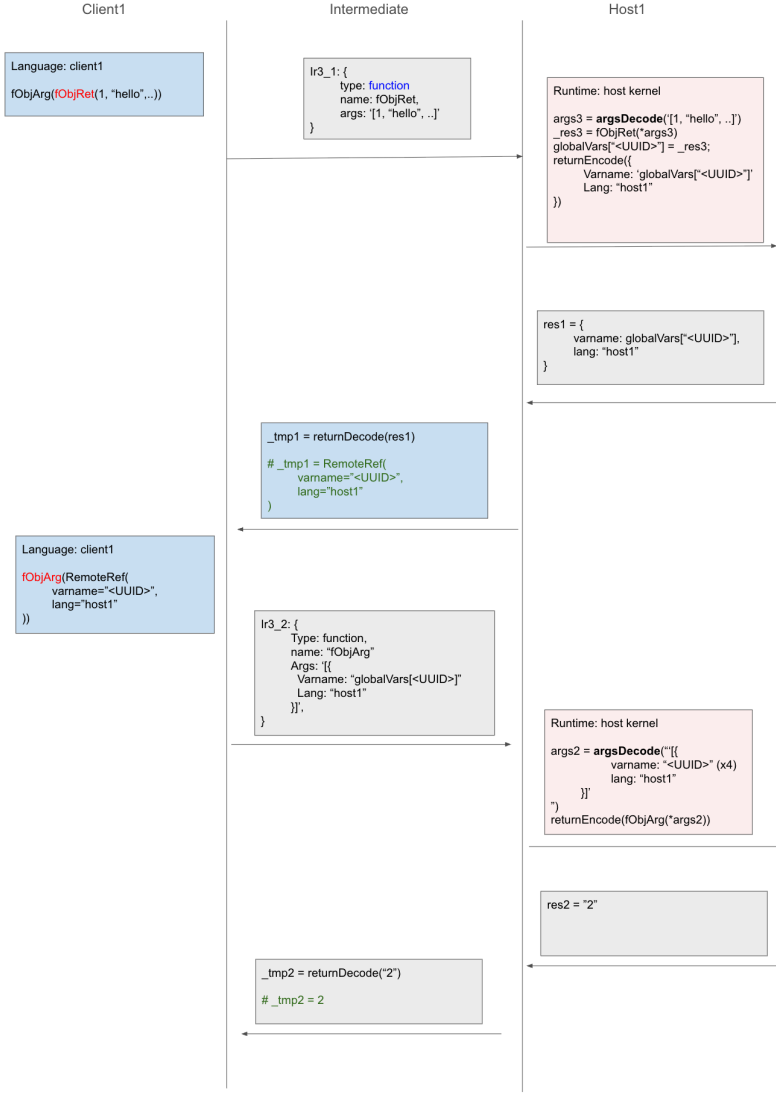 Client1
Intermediate
Host1
Language: client1
fObjArg(fObjRet(1, “hello”,..))
Ir3_1: {
type: function
name: fObjRet,
args: ‘[1, “hello”, ..]’
}
Runtime: host kernel
args3 = argsDecode(‘[1, “hello”, ..]’)
_res3 = fObjRet(*args3)
globalVars[“<UUID>”] = _res3;
returnEncode({
Varname: ‘globalVars[“<UUID>”]’
Lang: “host1”
})
res1 = {
varname: globalVars[“<UUID>”],
lang: “host1”
}
_tmp1 = returnDecode(res1)
# _tmp1 = RemoteRef(
varname=”<UUID>”,
lang=”host1”
)
Language: client1
fObjArg(RemoteRef(
varname=”<UUID>”,
lang=”host1”
))
Ir3_2: {
Type: function,
name: “fObjArg”
Args: ‘[{
Varname: “globalVars[<UUID>]”
Lang: “host1”
}]’,
}
Runtime: host kernel
args2 = argsDecode(“‘[{
varname: “<UUID>” (x4)
lang: “host1”
}]’
”)
returnEncode(fObjArg(*args2))
res2 = ”2”
_tmp2 = returnDecode(“2”)
# _tmp2 = 2